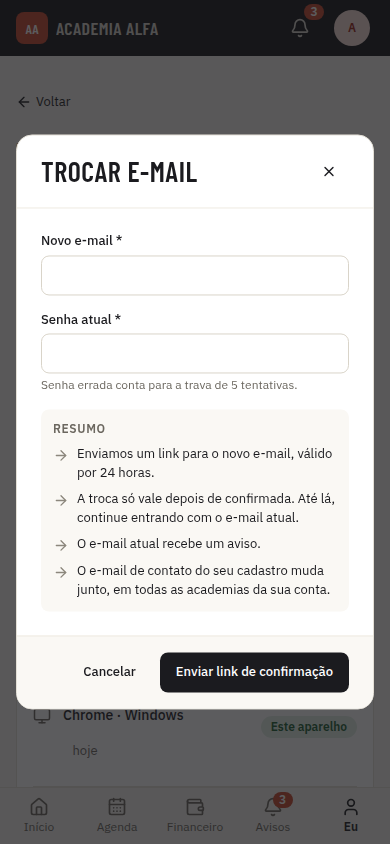 AA ACADEMIA ALFA 3 A
Voltar
TROCAR E-MAIL
Novo e-mail *
Senha atual *
Senha errada conta para a trava de 5 tentativas.
RESUMO
Enviamos um link para o novo e-mail, válido
por 24 horas.
A troca só vale depois de confirmada. Até lá,
continue entrando com o e-mail atual.
O e-mail atual recebe um aviso.
O e-mail de contato do seu cadastro muda
junto, em todas as academias da sua conta.
Cancelar Enviar link de confirmação
Chrome · Windows
Este aparelho
hoje
3
Início Agenda Financeiro Avisos Eu